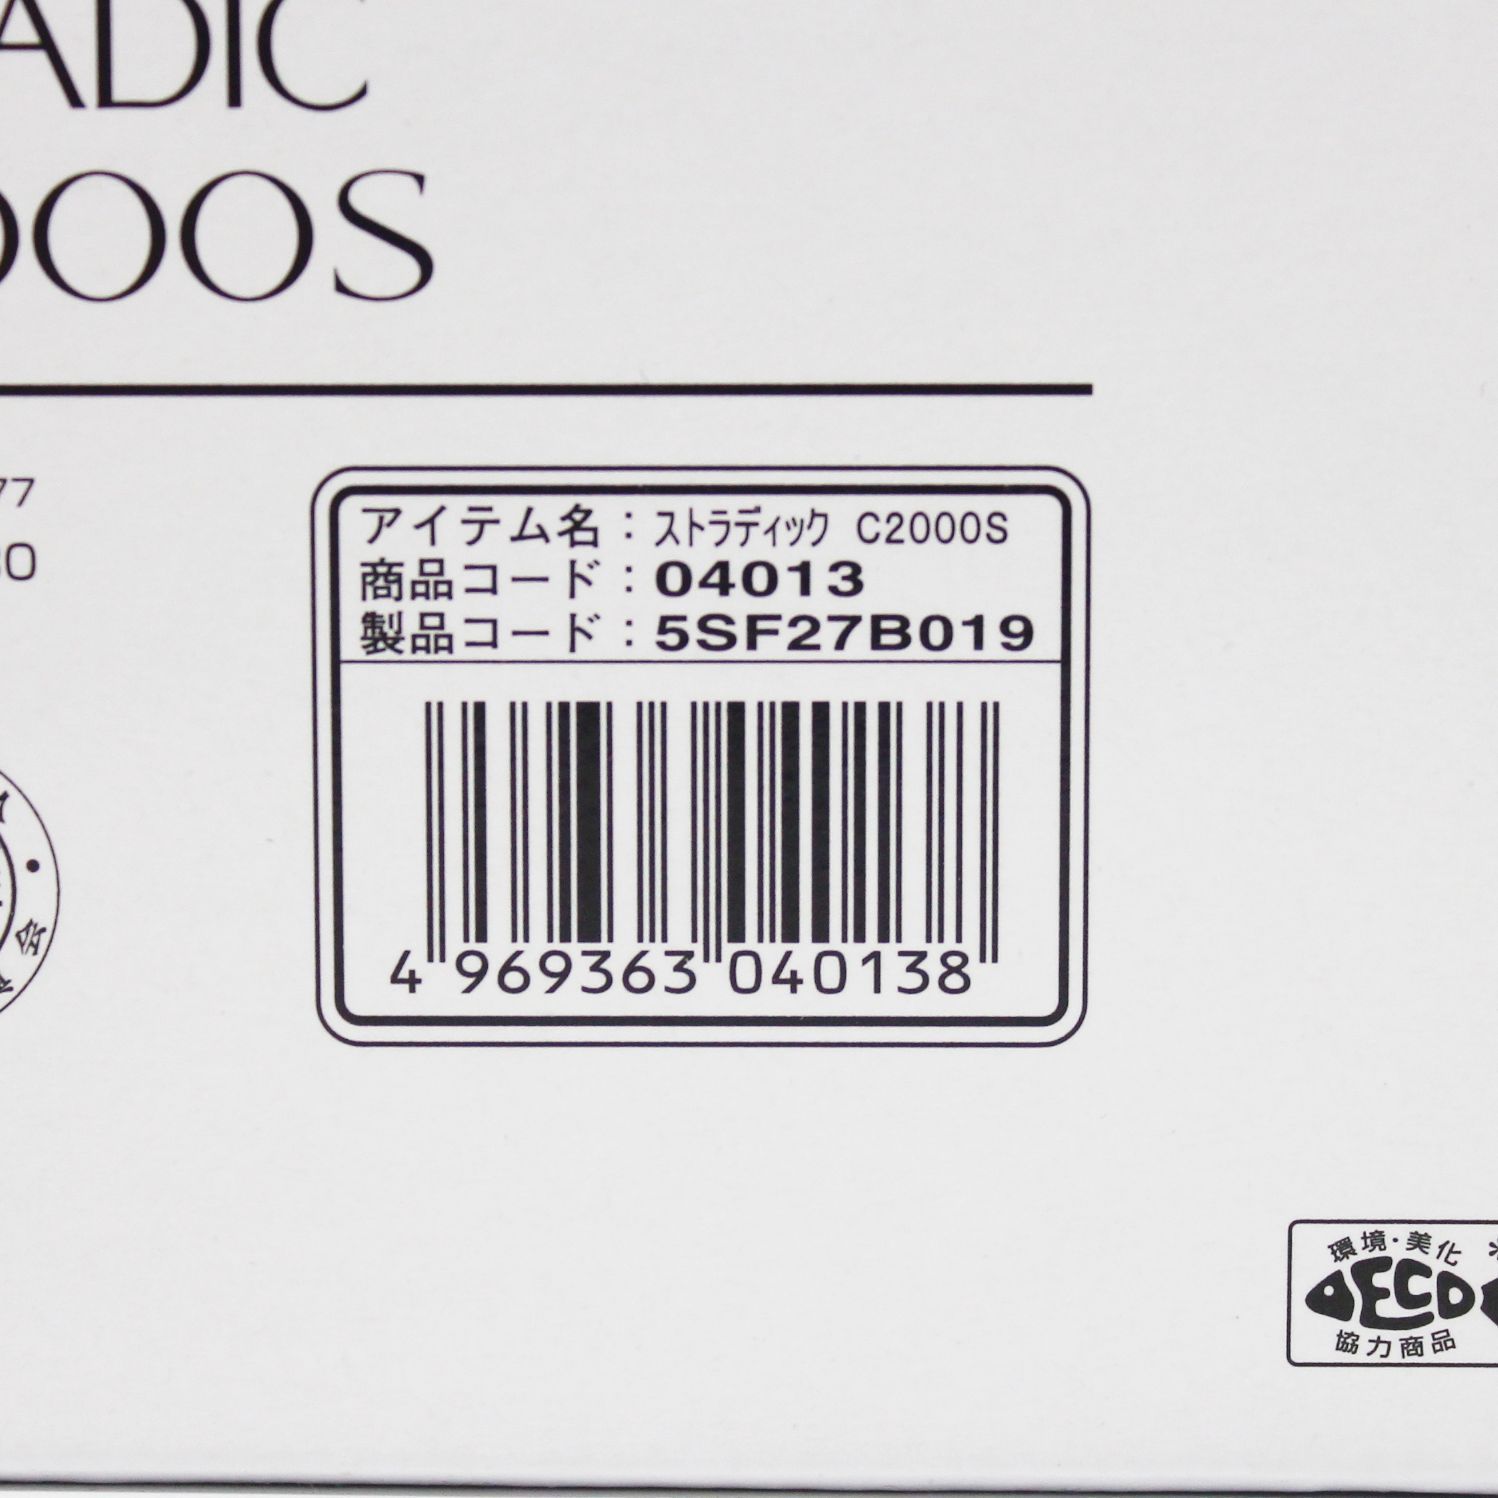 ADIC
000S
77
30
アイテム名：ストラディック C2000S
商品コード：04013
製品コード：5SF27B019
4 969363 040138
環境・美化
ECO
協力商品